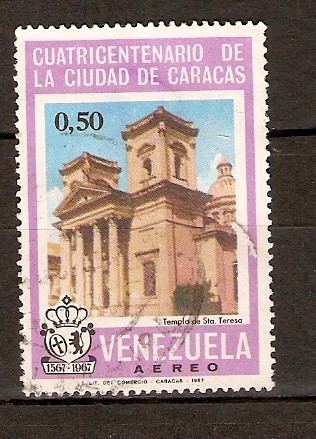 CUATRICENTENARIO DE
LA CIUDAD DE CARACAS
0,50
Templo de Sta. Teresa
1567-1967
VENEZUELA
AEREO
LIT. DEL COMERCIO - CARACAS - 1967